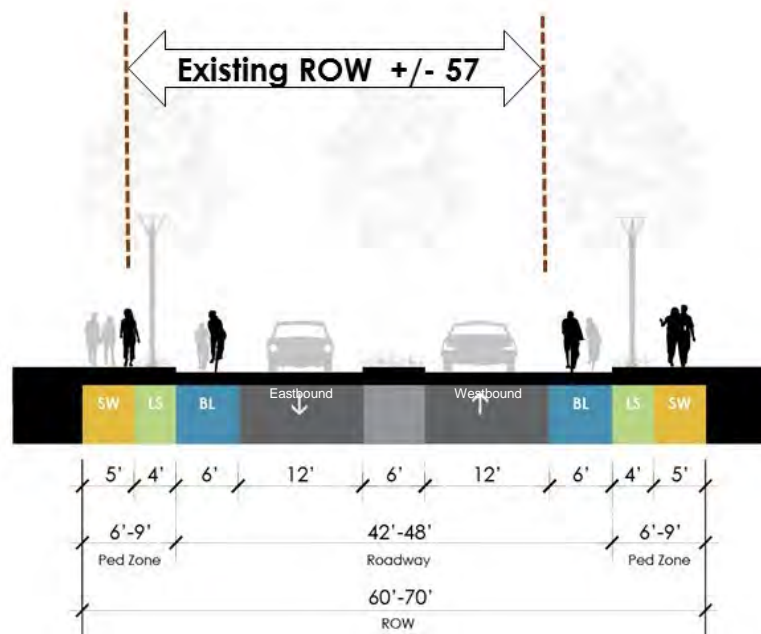 Existing ROW +/- 57
SW LS BL Eastbound Westbound BL LS SW
5' 4' 6' 12' 6' 12' 6' 4' 5'
6'-9' 42'-48' 6'-9'
Ped Zone Roadway Ped Zone
60'-70'
ROW